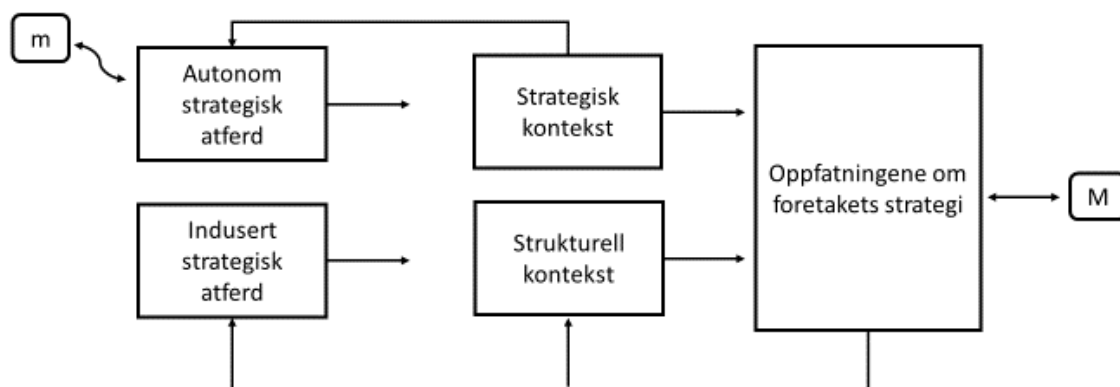 m
Autonom
strategisk
atferd
Strategisk
kontekst
Oppfatningene om
foretakets strategi
M
Indusert
strategisk
atferd
Strukturell
kontekst